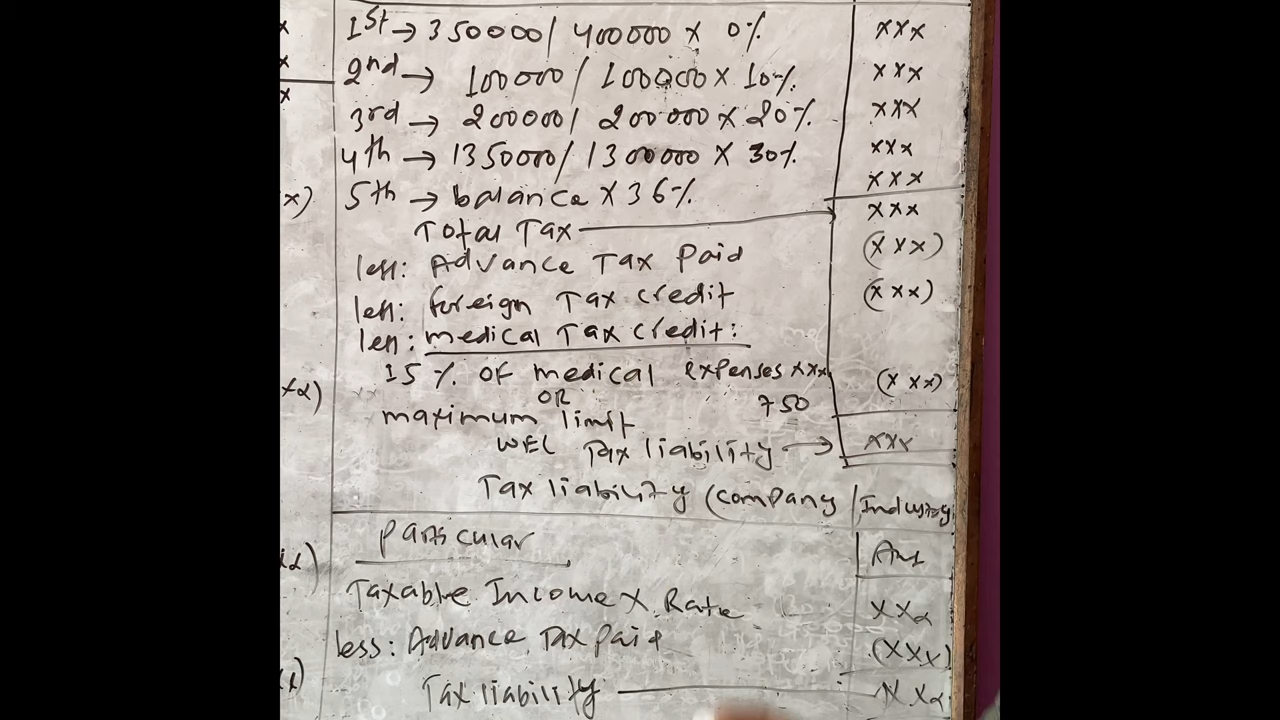 x
1st → 350000/ 400000 x 0% xxx
x
2nd → 100000 / 100000 x 10% xxx
x
3rd → 200000/ 200000 x 20% xxx
4th → 1350000/ 1300000 x 30% xxx
x) 5th → balance x 36% xxx
Total Tax xxx
less: Advance Tax Paid (xxx)
less: foreign Tax credit (xxx)
less: medical Tax credit:
15% of medical expenses xxx (xxx)
OR
maximum limit 750
WEL Tax liability → xxx
Tax liability (company /Industry
Particular Amt
Taxable Income x Rate xxx
less: Advance Tax Paid (xxx)
Tax liability xxx